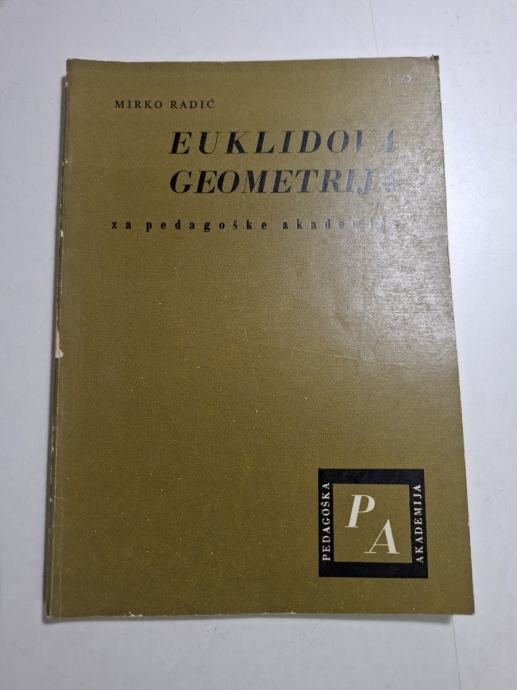 MIRKO RADIĆ
EUKLIDOVA
GEOMETRIJA
za pedagoške akademije
PEDAGOŠKA
PA
AKADEMIJA